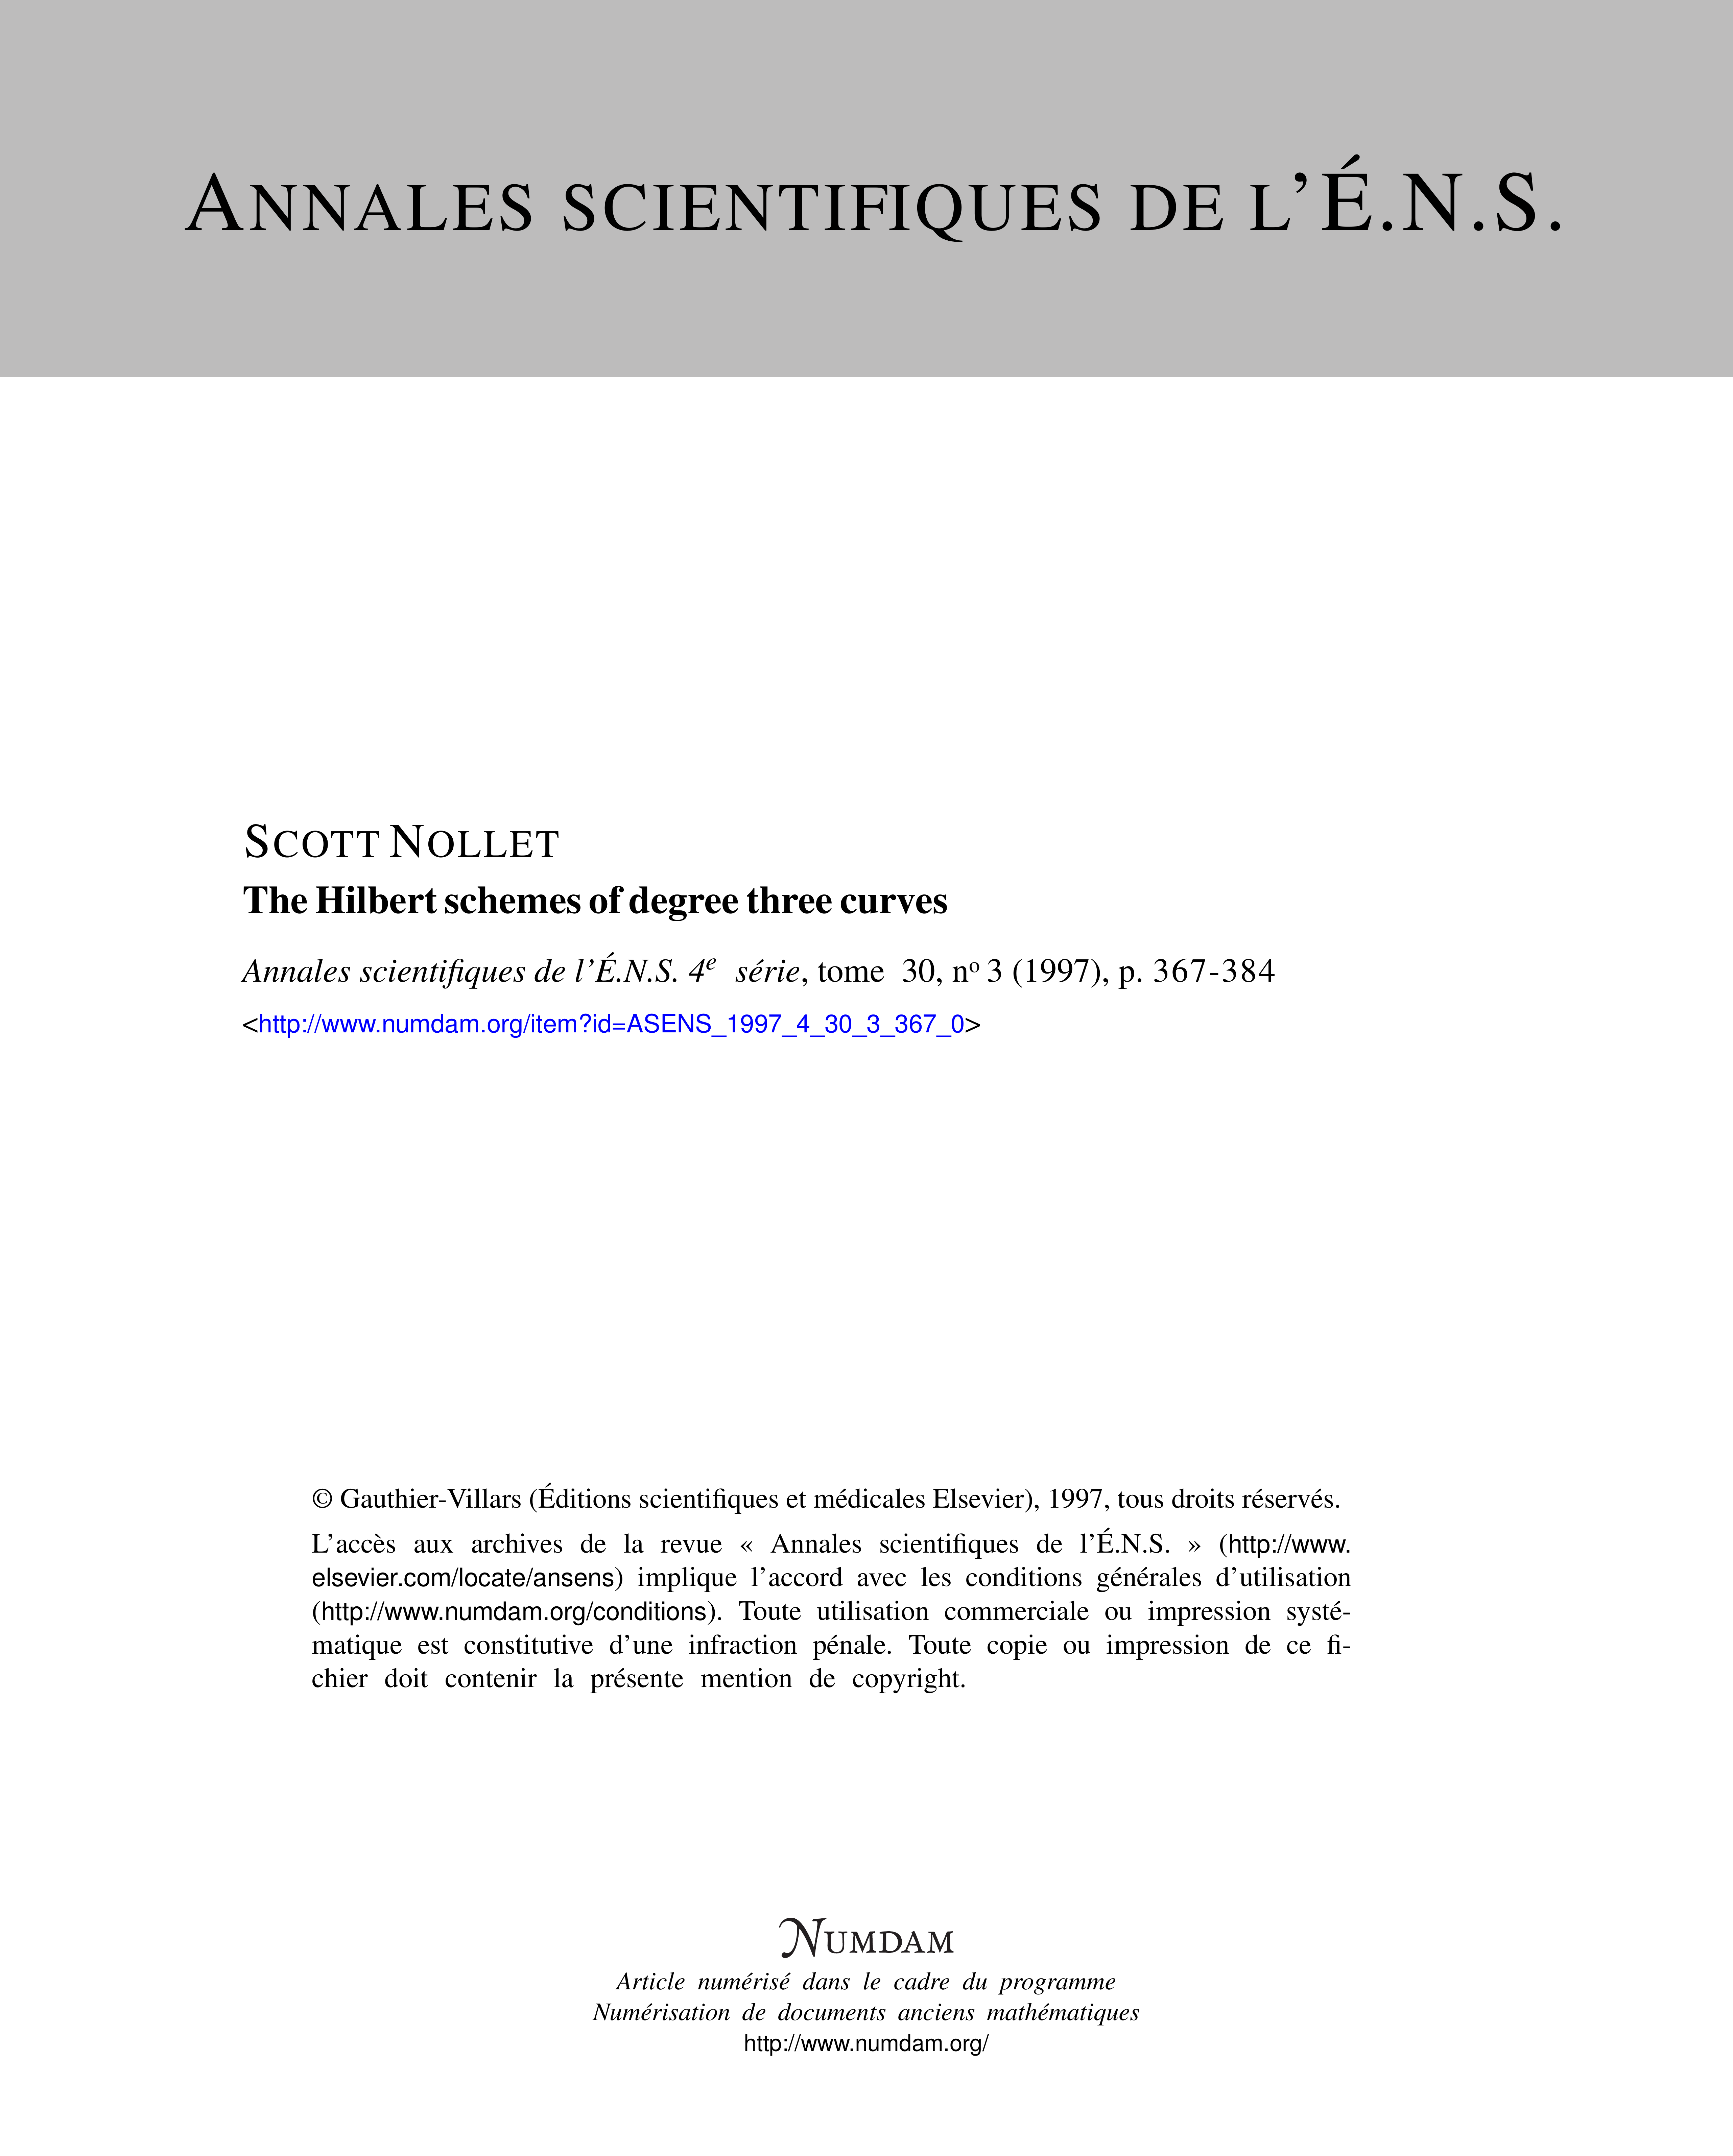 ANNALES SCIENTIFIQUES DE L'É.N.S.
SCOTT NOLLET
The Hilbert schemes of degree three curves
Annales scientifiques de l'É.N.S. 4e série, tome 30, no 3 (1997), p. 367-384
<http://www.numdam.org/item?id=ASENS_1997_4_30_3_367_0>
© Gauthier-Villars (Éditions scientifiques et médicales Elsevier), 1997, tous droits réservés.
L'accès aux archives de la revue « Annales scientifiques de l'É.N.S. » (http://www.
elsevier.com/locate/ansens) implique l'accord avec les conditions générales d'utilisation
(http://www.numdam.org/conditions). Toute utilisation commerciale ou impression systé-
matique est constitutive d'une infraction pénale. Toute copie ou impression de ce fi-
chier doit contenir la présente mention de copyright.
NUMDAM
Article numérisé dans le cadre du programme
Numérisation de documents anciens mathématiques
http://www.numdam.org/